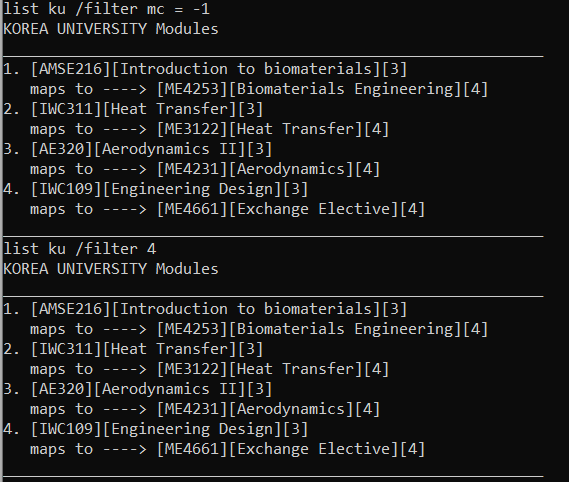 list ku /filter mc = -1
KOREA UNIVERSITY Modules
1. [AMSE216][Introduction to biomaterials][3]
maps to ----> [ME4253][Biomaterials Engineering][4]
2. [IWC311][Heat Transfer][3]
maps to ----> [ME3122][Heat Transfer][4]
3. [AE320][Aerodynamics II][3]
maps to ----> [ME4231][Aerodynamics][4]
4. [IWC109][Engineering Design][3]
maps to ----> [ME4661][Exchange Elective][4]
list ku /filter 4
KOREA UNIVERSITY Modules
1. [AMSE216][Introduction to biomaterials][3]
maps to ----> [ME4253][Biomaterials Engineering][4]
2. [IWC311][Heat Transfer][3]
maps to ----> [ME3122][Heat Transfer][4]
3. [AE320][Aerodynamics II][3]
maps to ----> [ME4231][Aerodynamics][4]
4. [IWC109][Engineering Design][3]
maps to ----> [ME4661][Exchange Elective][4]